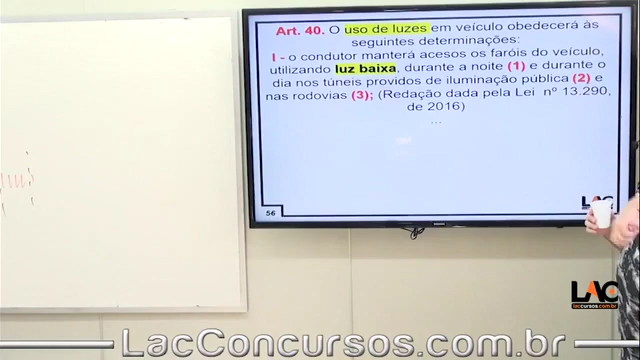 Art. 40. O uso de luzes em veículo obedecerá às
seguintes determinações:
I - o condutor manterá acesos os faróis do veículo,
utilizando luz baixa, durante a noite (1) e durante o
dia nos túneis providos de iluminação pública (2) e
nas rodovias (3); (Redação dada pela Lei nº 13.290,
de 2016)
...
56
LAC
LAC
laccursos.com.br
LacConcursos.com.br